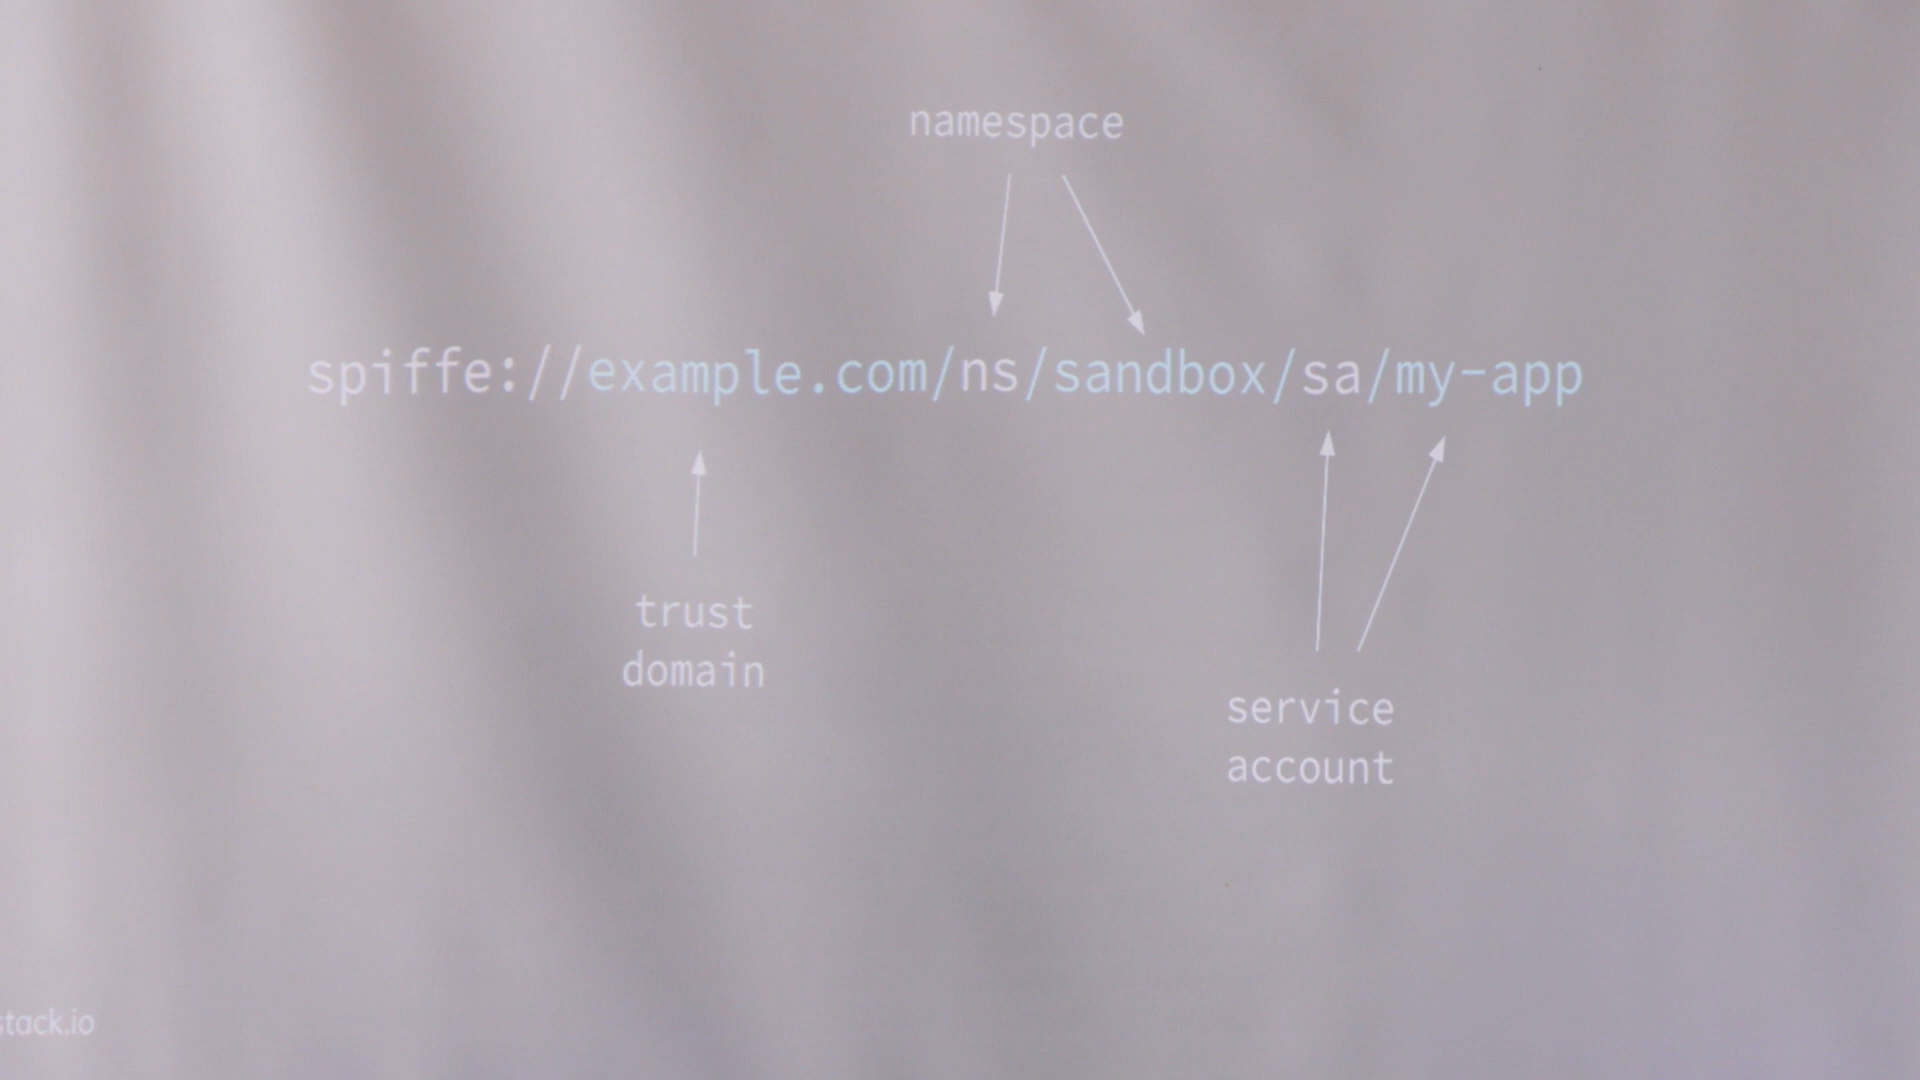 namespace
spiffe://example.com/ns/sandbox/sa/my-app
trust
domain
service
account
stack.io